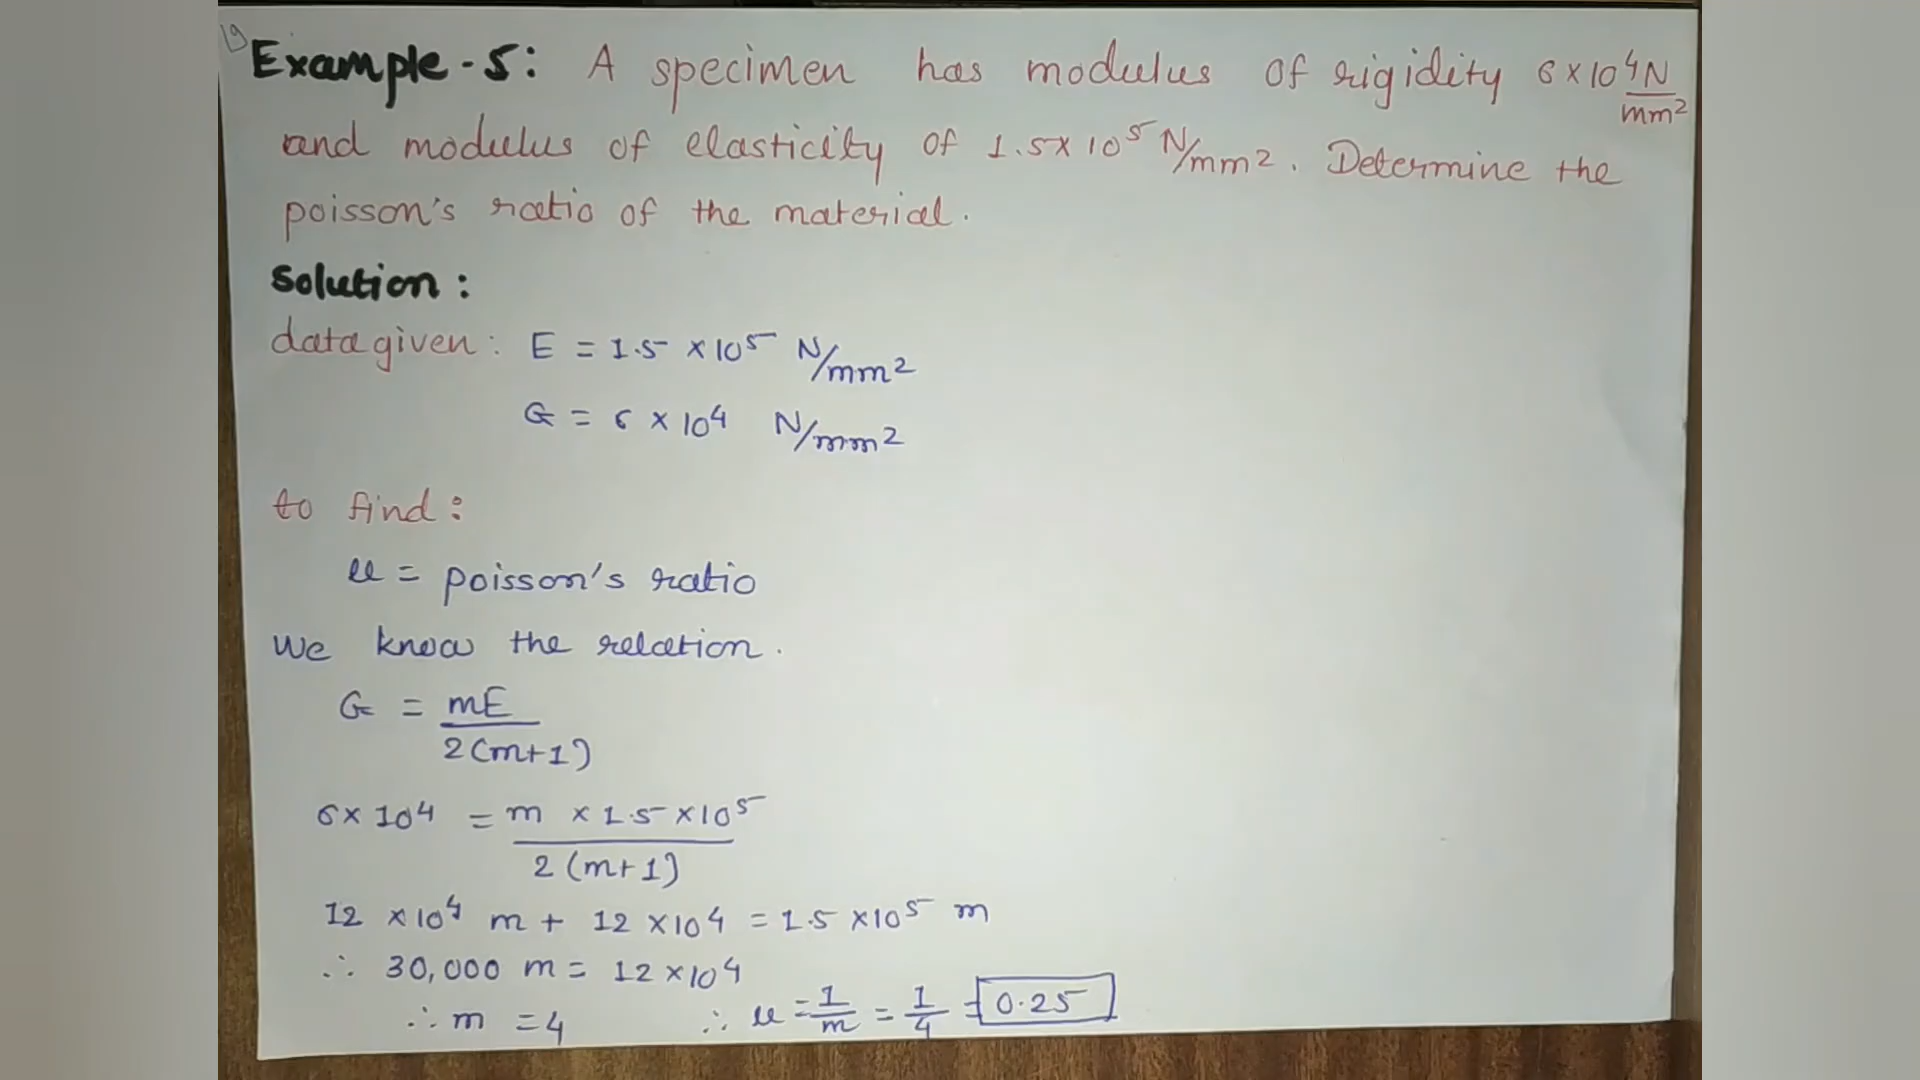 19
Example-5: A specimen has modulus of rigidity 6×10⁴ N/mm²
and modulus of elasticity of 1.5×10⁵ N/mm². Determine the
poisson's ratio of the material.
Solution:
data given: E = 1.5 ×10⁵ N/mm²
G = 6 × 10⁴ N/mm²
to find:
μ = poisson's ratio
We know the relation.
G = mE / 2(m+1)
6×10⁴ = m × 1.5 ×10⁵ / 2(m+1)
12 ×10⁴ m + 12 ×10⁴ = 1.5 ×10⁵ m
∴ 30,000 m = 12×10⁴
∴ m = 4 ∴ μ = 1/m = 1/4 = 0.25